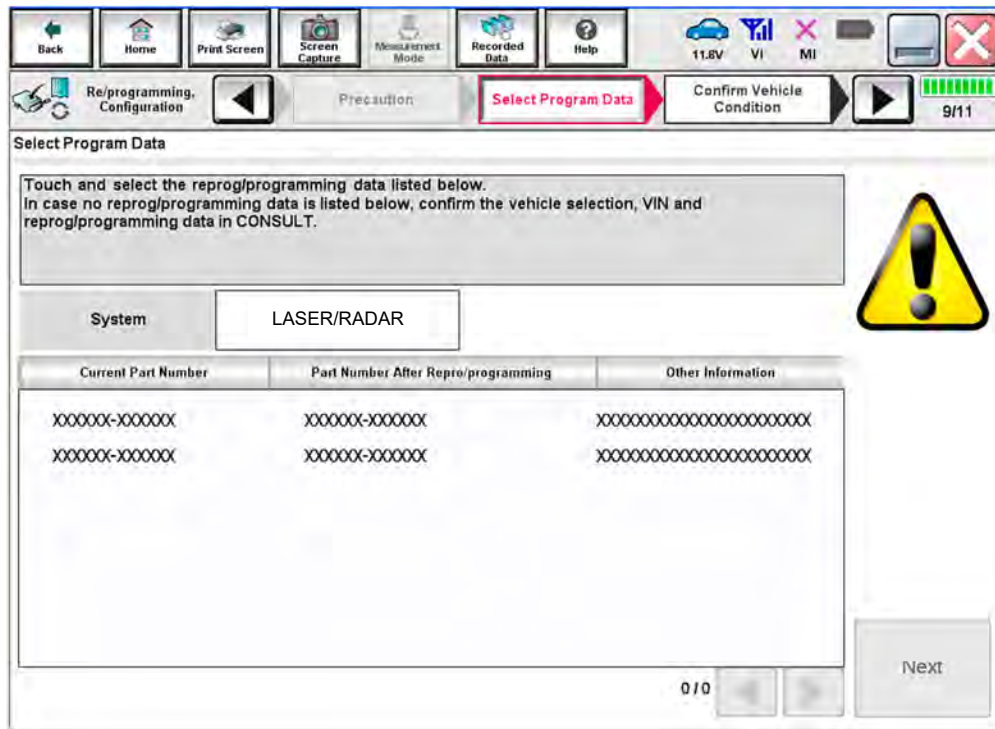 Back
Home
Print Screen
Screen
Capture
Measurement
Mode
Recorded
Data
Help
11.6V
VI
MI
Re/programming,
Configuration
Precaution
Select Program Data
Confirm Vehicle
Condition
9/11
Select Program Data
Touch and select the reprog/programming data listed below.
In case no reprog/programming data is listed below, confirm the vehicle selection, VIN and
reprog/programming data in CONSULT.
System
LASER/RADAR
Current Part Number
Part Number After Repro/programming
Other Information
XXXXXX-XXXXXX XXXXXX-XXXXXX XXXXXXXXXXXXXXXXXXXXXX
XXXXXX-XXXXXX XXXXXX-XXXXXX XXXXXXXXXXXXXXXXXXXXXX
0/0
Next